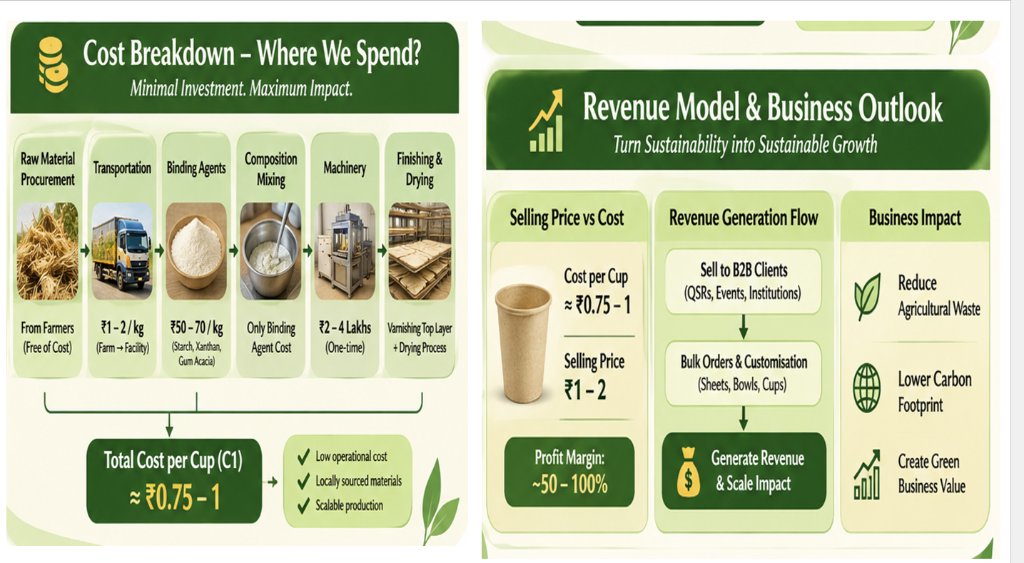 Cost Breakdown – Where We Spend?
Minimal Investment. Maximum Impact.
Raw Material
Procurement
From Farmers
(Free of Cost)
Transportation
₹1 – 2 / kg
(Farm → Facility)
Binding Agents
₹50 – 70 / kg
(Starch, Xanthan,
Gum Acacia)
Composition
Mixing
Only Binding
Agent Cost
Machinery
₹2 – 4 Lakhs
(One-time)
Finishing &
Drying
Varnishing Top Layer
+ Drying Process
Total Cost per Cup (C1)
≈ ₹0.75 – 1
Low operational cost
Locally sourced materials
Scalable production
Revenue Model & Business Outlook
Turn Sustainability into Sustainable Growth
Selling Price vs Cost
Cost per Cup
≈ ₹0.75 – 1
Selling Price
₹1 – 2
Profit Margin:
~50 – 100%
Revenue Generation Flow
Sell to B2B Clients
(QSRs, Events, Institutions)
Bulk Orders & Customisation
(Sheets, Bowls, Cups)
$
Generate Revenue
& Scale Impact
Business Impact
Reduce
Agricultural Waste
Lower Carbon
Footprint
Create Green
Business Value